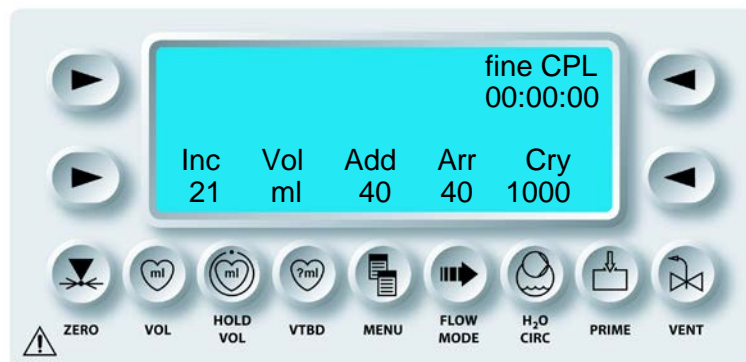 fine CPL
00:00:00
Inc Vol Add Arr Cry
21 ml 40 40 1000
ml ml ?ml
ZERO VOL HOLD VOL VTBD MENU FLOW MODE H₂O CIRC PRIME VENT